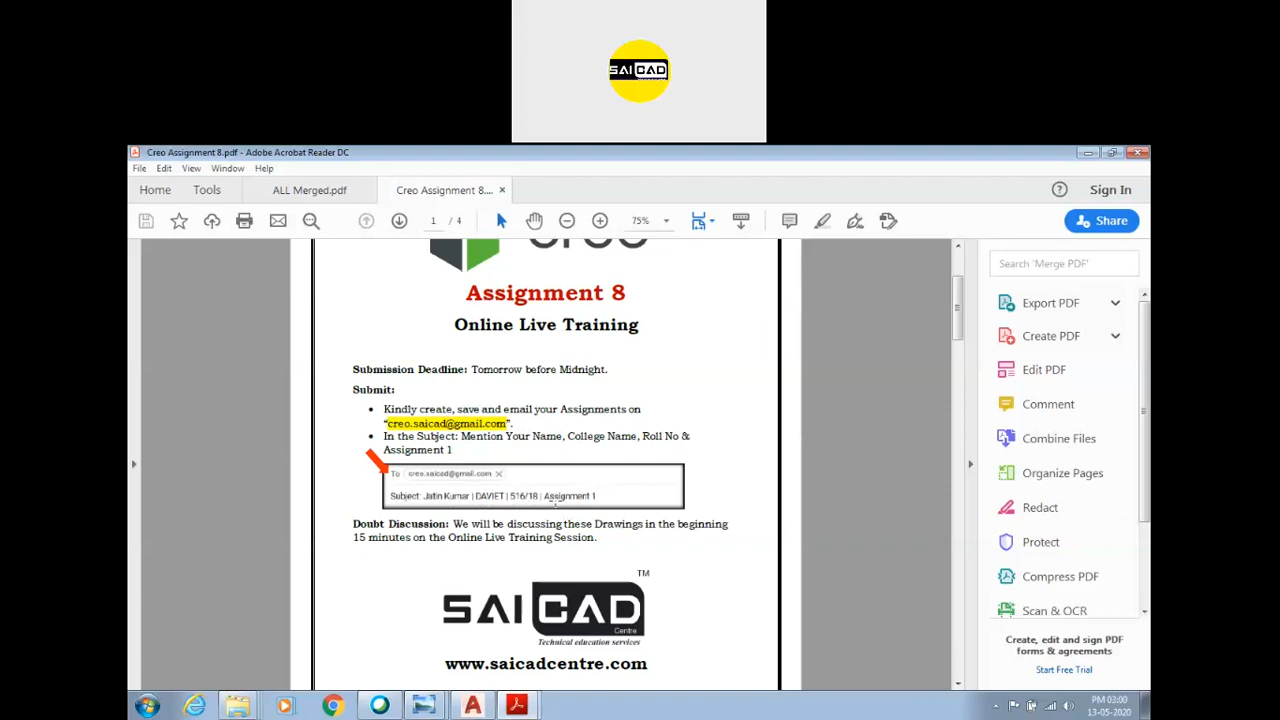 SAICAD
Creo Assignment 8.pdf - Adobe Acrobat Reader DC
File Edit View Window Help
Home Tools ALL Merged.pdf Creo Assignment 8.... × Sign In
1 / 4 75% Share
creo
Assignment 8
Online Live Training
Submission Deadline: Tomorrow before Midnight.
Submit:
• Kindly create, save and email your Assignments on
“creo.saicad@gmail.com”.
• In the Subject: Mention Your Name, College Name, Roll No &
Assignment 1
To creo.saicad@gmail.com ×
Subject: Jatin Kumar | DAVIET | 516/18 | Assignment 1
Doubt Discussion: We will be discussing these Drawings in the beginning
15 minutes on the Online Live Training Session.
TM
SAICAD
Centre
Technical education services
www.saicadcentre.com
Search 'Merge PDF'
Export PDF
Create PDF
Edit PDF
Comment
Combine Files
Organize Pages
Redact
Protect
Compress PDF
Scan & OCR
Create, edit and sign PDF
forms & agreements
Start Free Trial
PM 03:00
13-05-2020